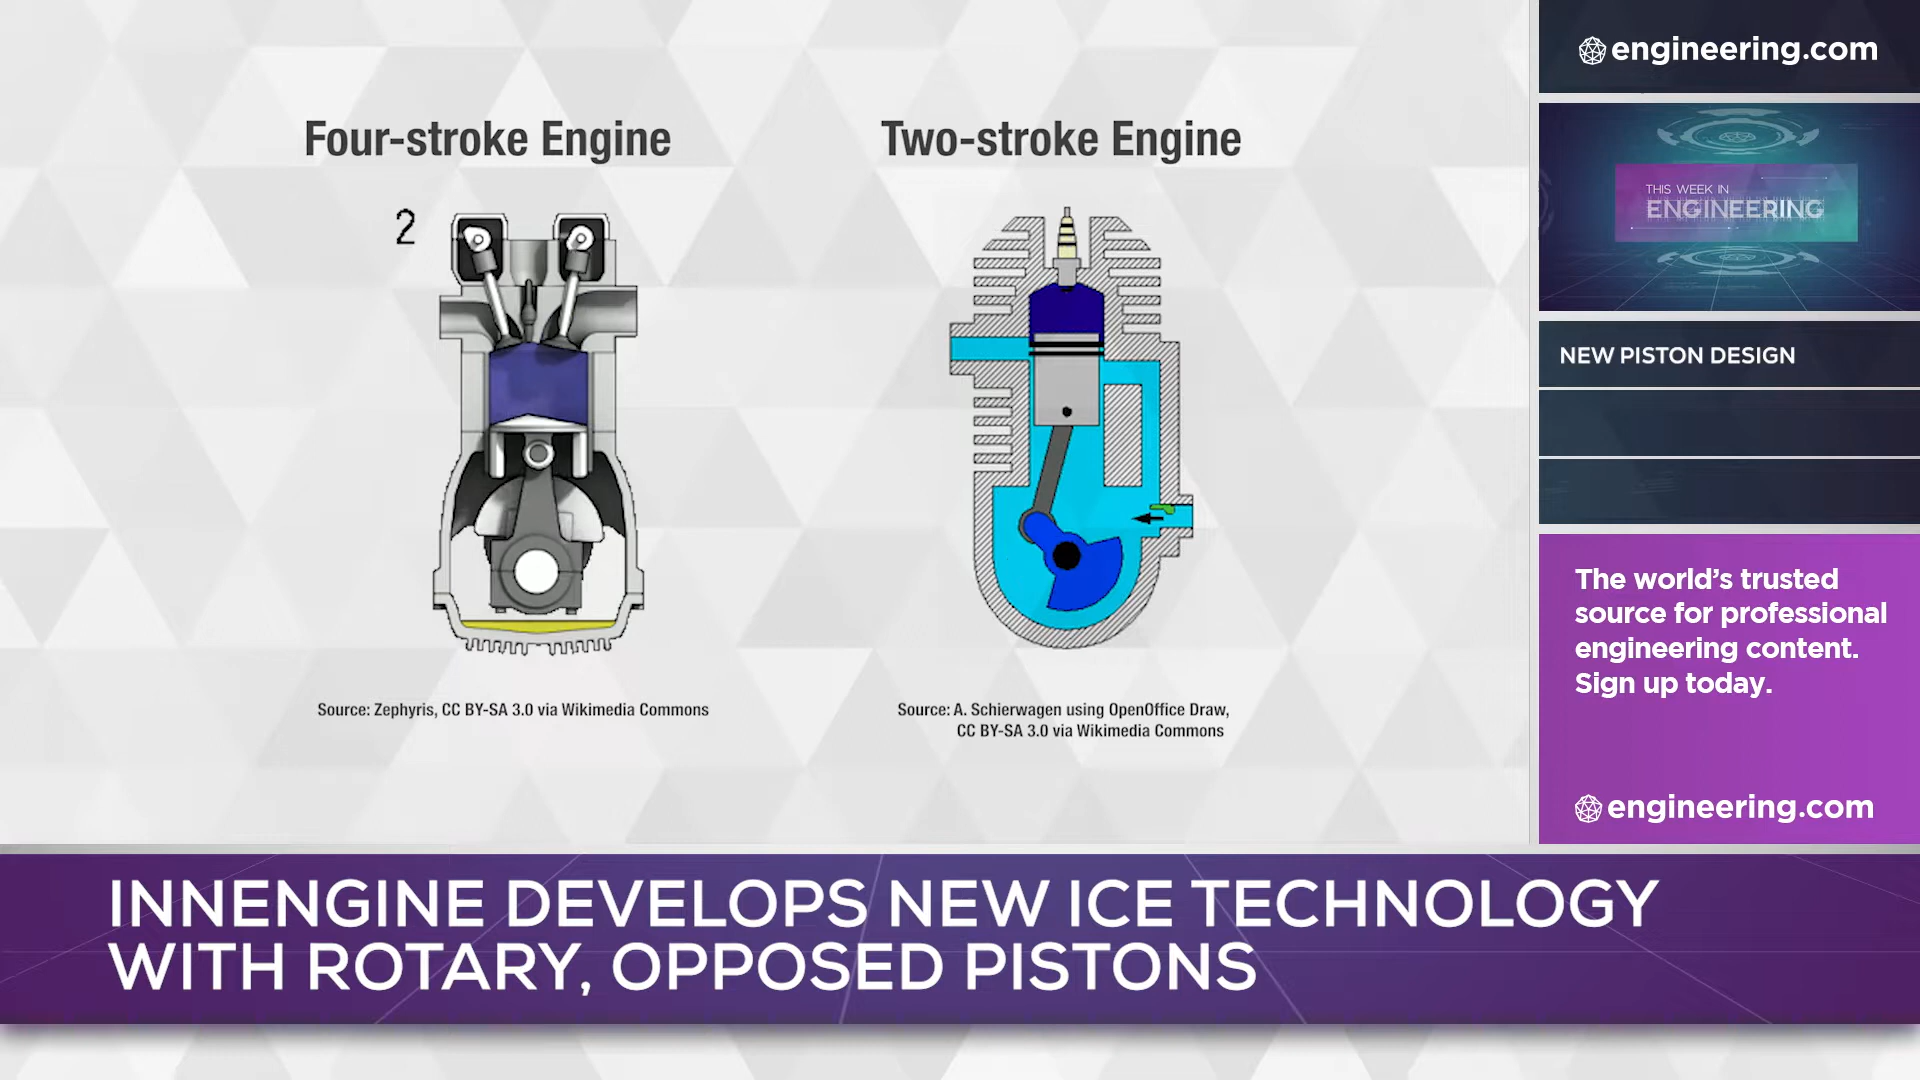 Four-stroke Engine
Two-stroke Engine
2
Source: Zephyris, CC BY-SA 3.0 via Wikimedia Commons
Source: A. Schierwagen using OpenOffice Draw,
CC BY-SA 3.0 via Wikimedia Commons
engineering.com
THIS WEEK IN
ENGINEERING
NEW PISTON DESIGN
The world’s trusted
source for professional
engineering content.
Sign up today.
engineering.com
INNENGINE DEVELOPS NEW ICE TECHNOLOGY
WITH ROTARY, OPPOSED PISTONS